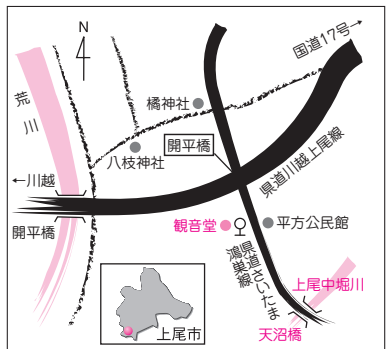 N
国道17号→
荒川
橘神社
八枝神社
開平橋
県道川越上尾線
←川越
開平橋
観音堂
平方公民館
県道さいたま
鴻巣線
上尾中堀川
天沼橋
上尾市